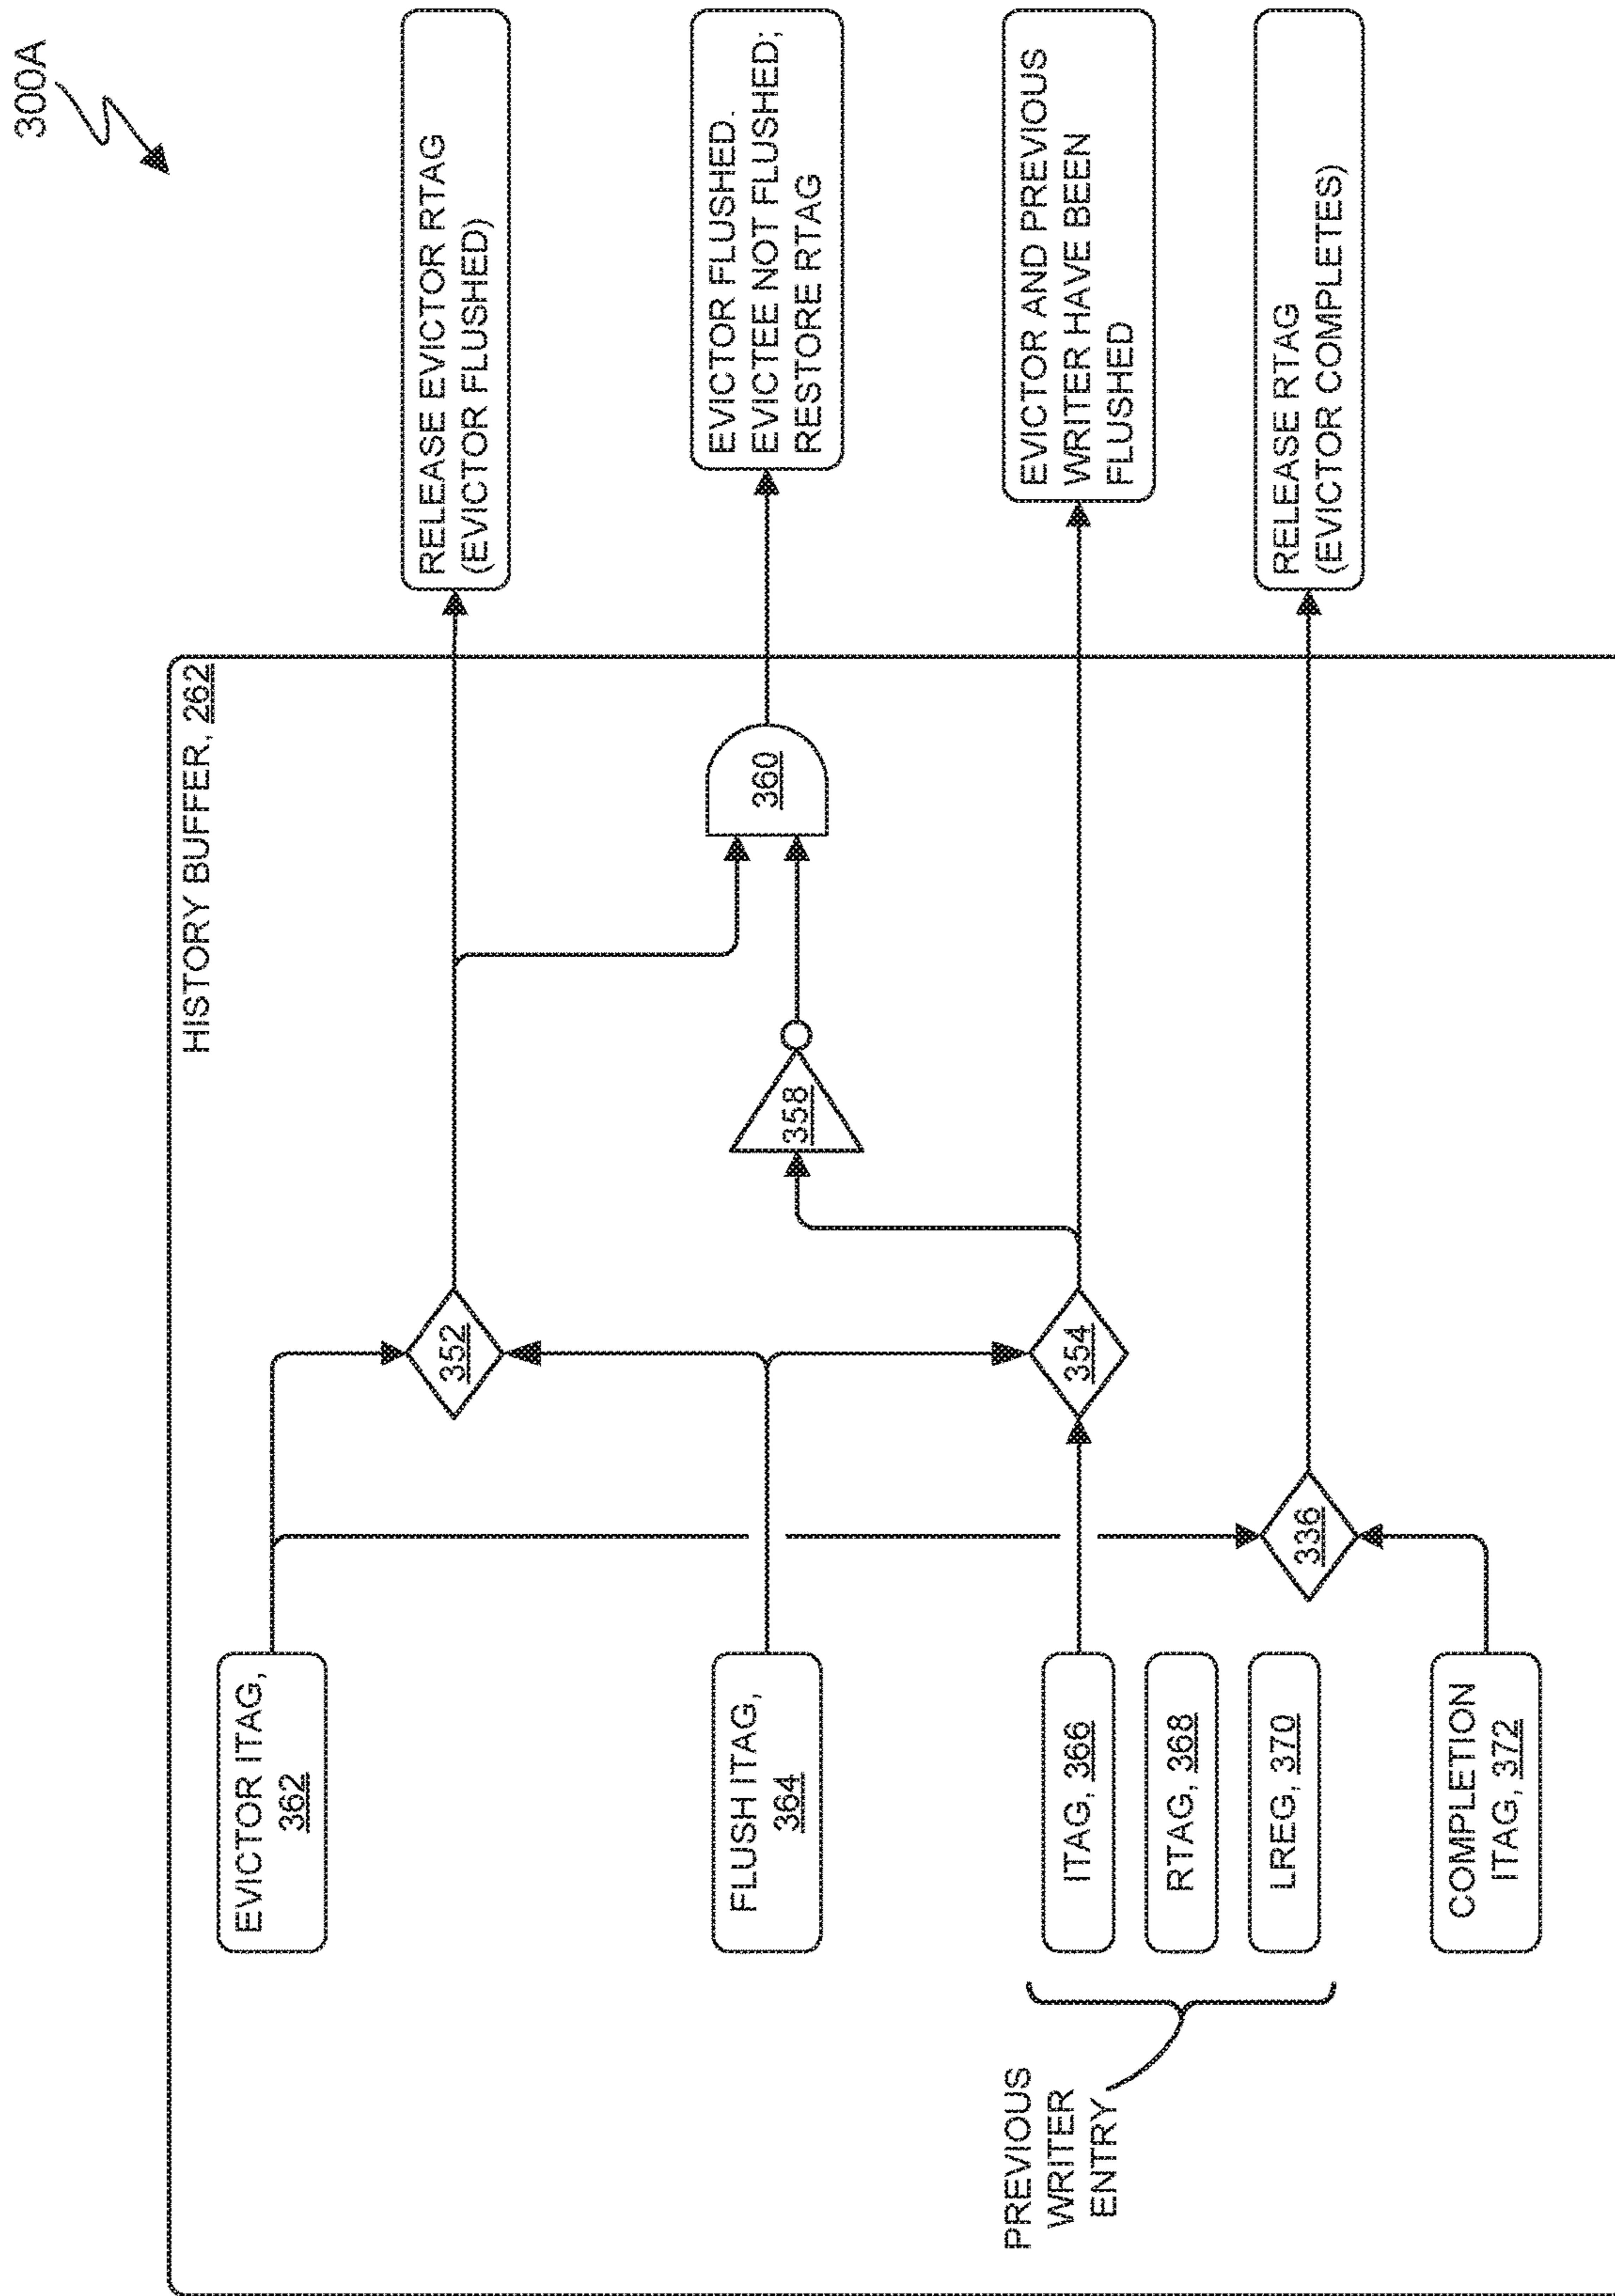 300A
HISTORY BUFFER, 262
EVICTOR ITAG,
362
FLUSH ITAG,
364
PREVIOUS
WRITER
ENTRY
ITAG, 366
RTAG, 368
LREG, 370
COMPLETION
ITAG, 372
352
354
336
358
360
RELEASE EVICTOR RTAG
(EVICTOR FLUSHED)
EVICTOR FLUSHED.
EVICTEE NOT FLUSHED;
RESTORE RTAG
EVICTOR AND PREVIOUS
WRITER HAVE BEEN
FLUSHED
RELEASE RTAG
(EVICTOR COMPLETES)